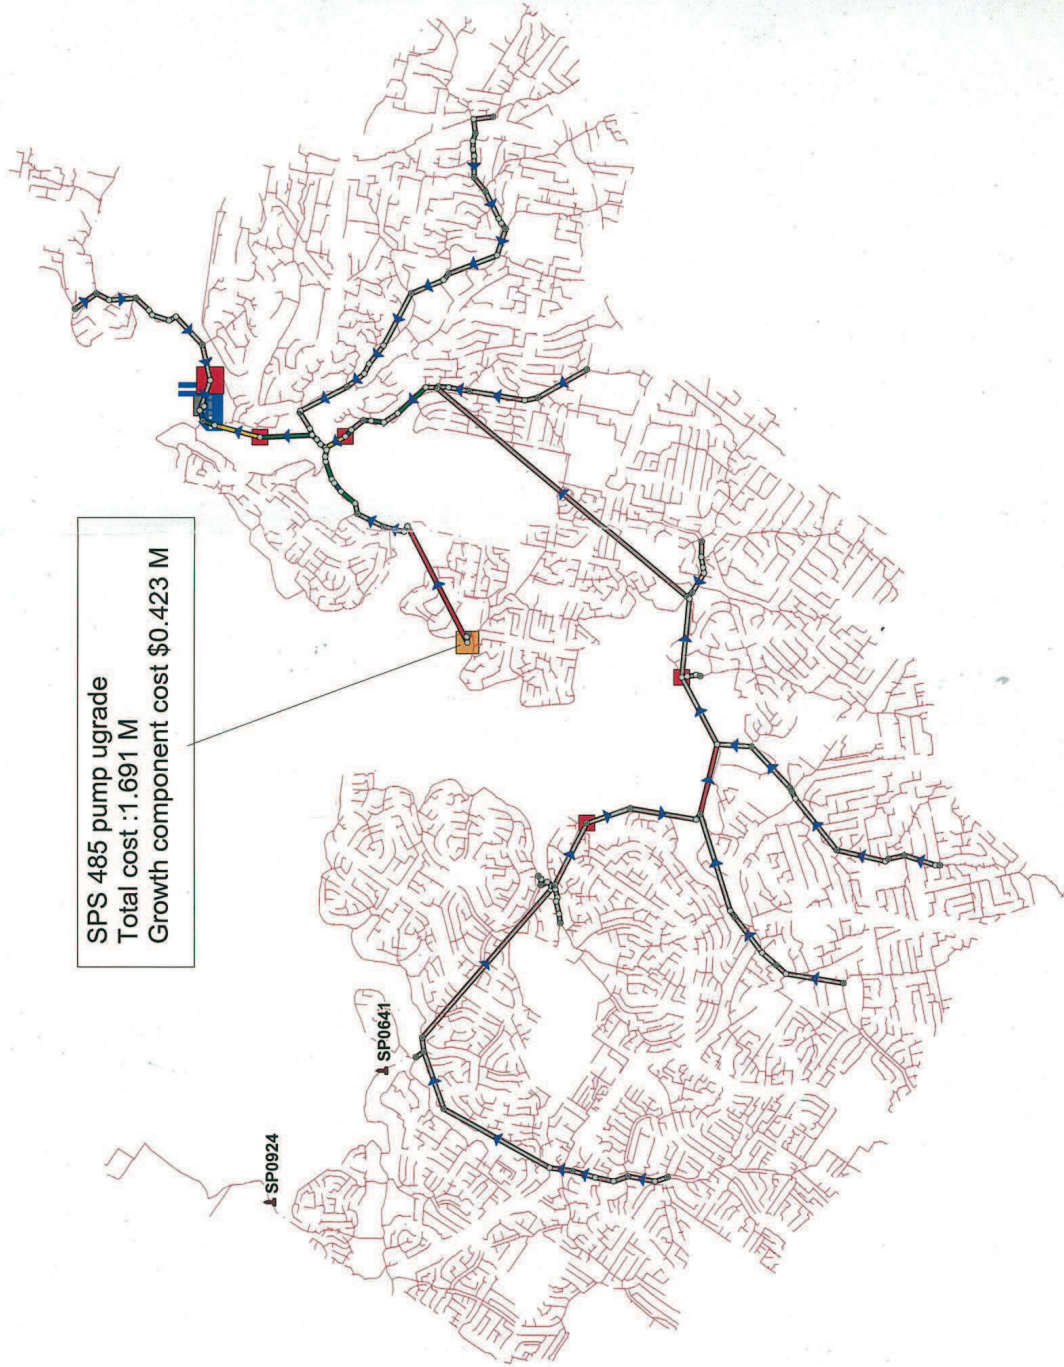 SPS 485 pump ugrade
Total cost :1.691 M
Growth component cost $0.423 M
SP0641
SP0924